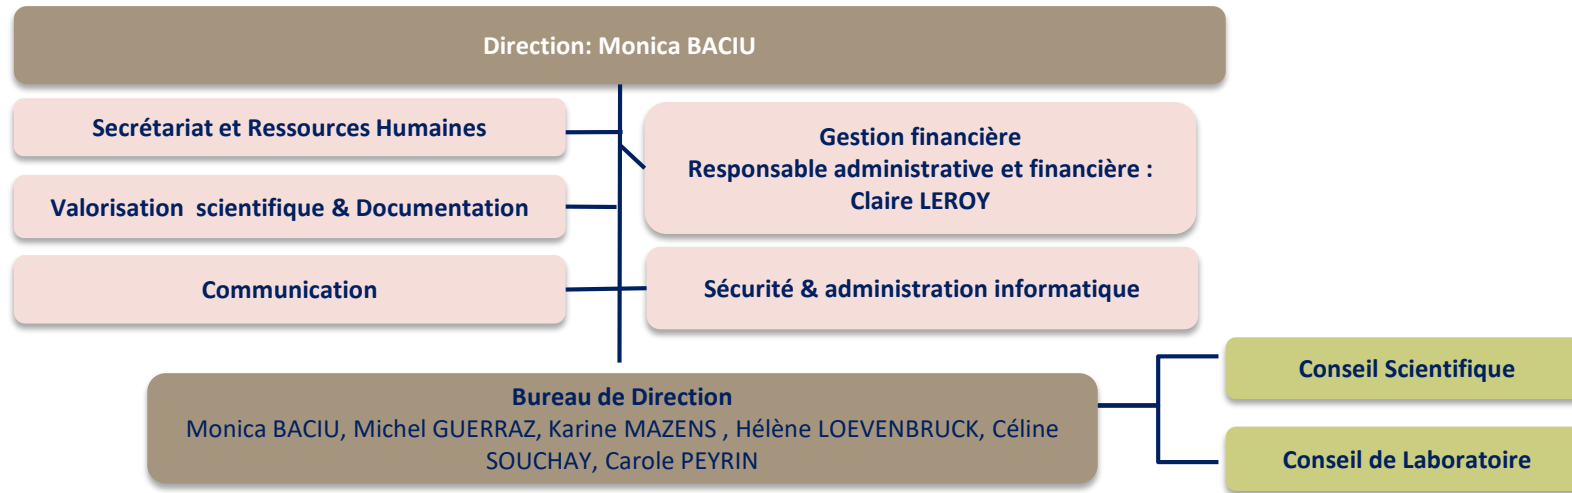 Direction: Monica BACIU
Secrétariat et Ressources Humaines
Gestion financière
Responsable administrative et financière :
Claire LEROY
Valorisation scientifique & Documentation
Communication
Sécurité & administration informatique
Bureau de Direction
Monica BACIU, Michel GUERRAZ, Karine MAZENS , Hélène LOEVENBRUCK, Céline
SOUCHAY, Carole PEYRIN
Conseil Scientifique
Conseil de Laboratoire